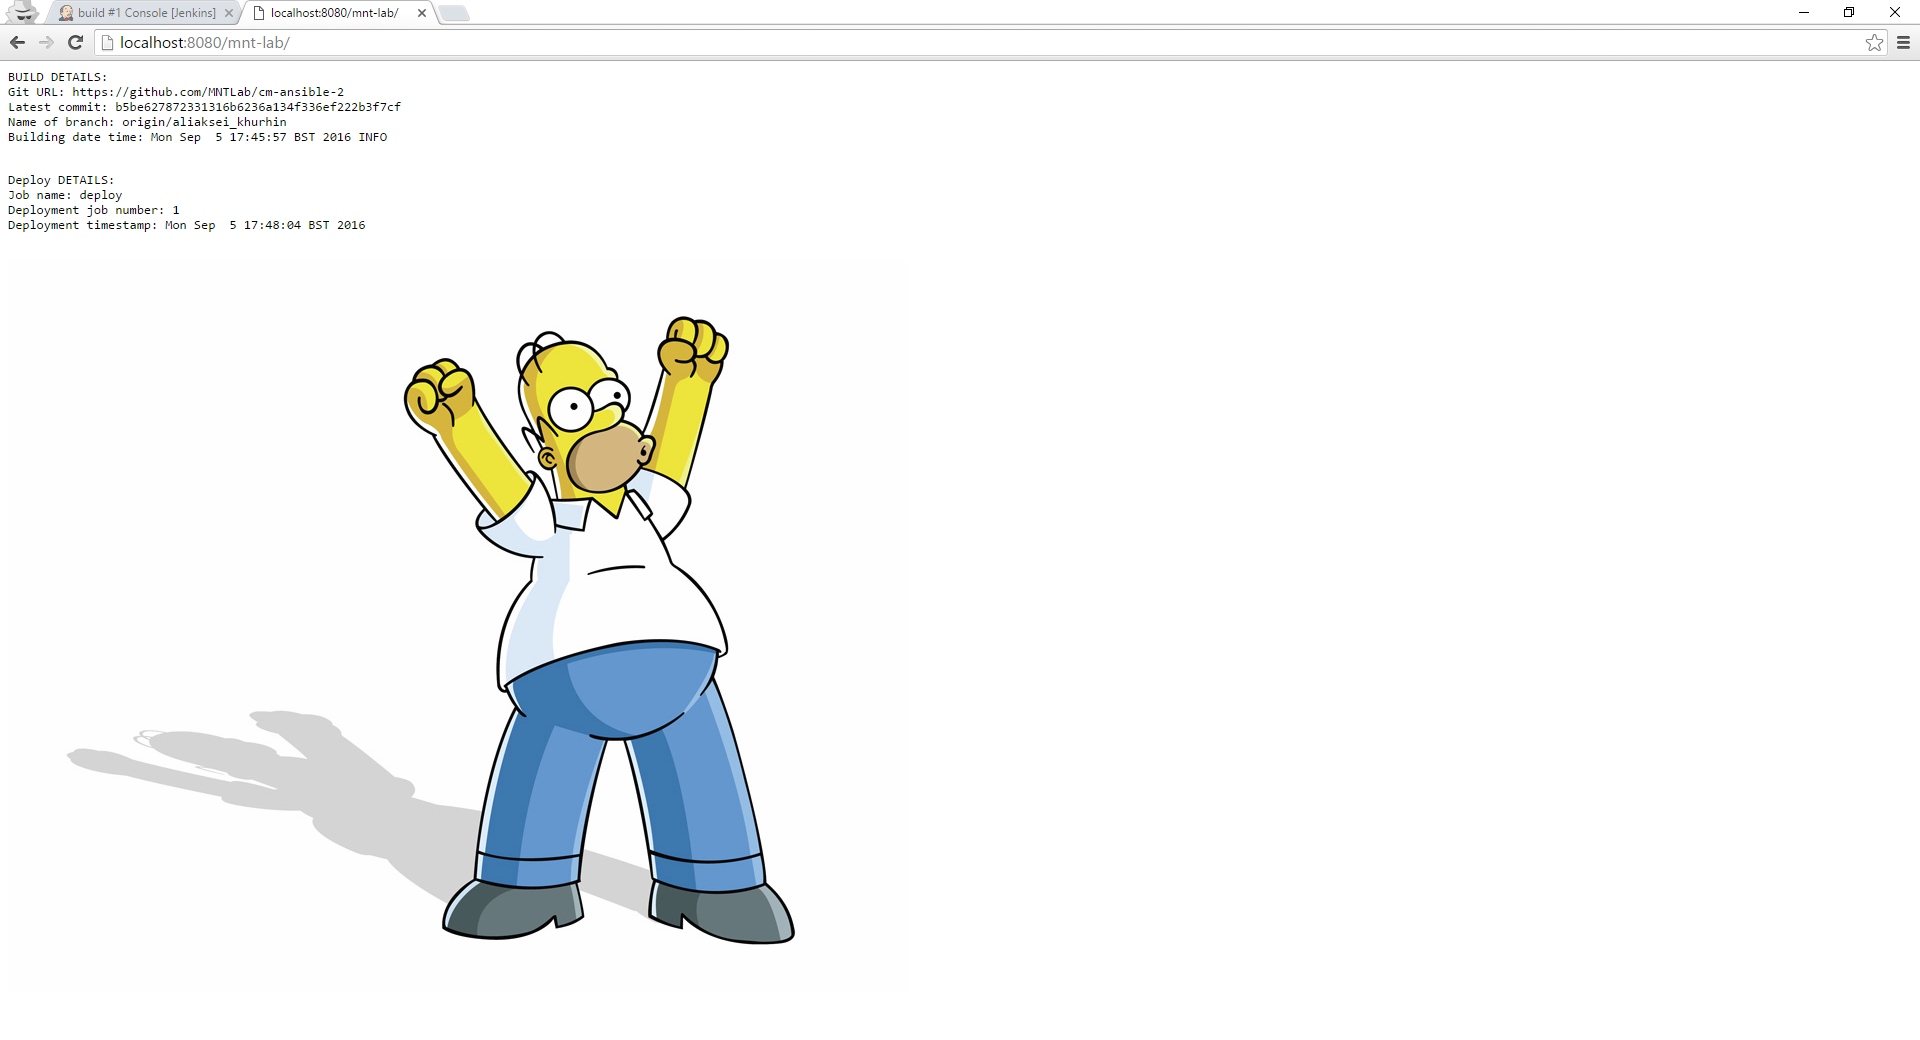 build #1 Console [Jenkins]
localhost:8080/mnt-lab/
localhost:8080/mnt-lab/
BUILD DETAILS:
Git URL: https://github.com/MNTLab/cm-ansible-2
Latest commit: b5be627872331316b6236a134f336ef222b3f7cf
Name of branch: origin/aliaksei_khurhin
Building date time: Mon Sep  5 17:45:57 BST 2016 INFO
Deploy DETAILS:
Job name: deploy
Deployment job number: 1
Deployment timestamp: Mon Sep  5 17:48:04 BST 2016